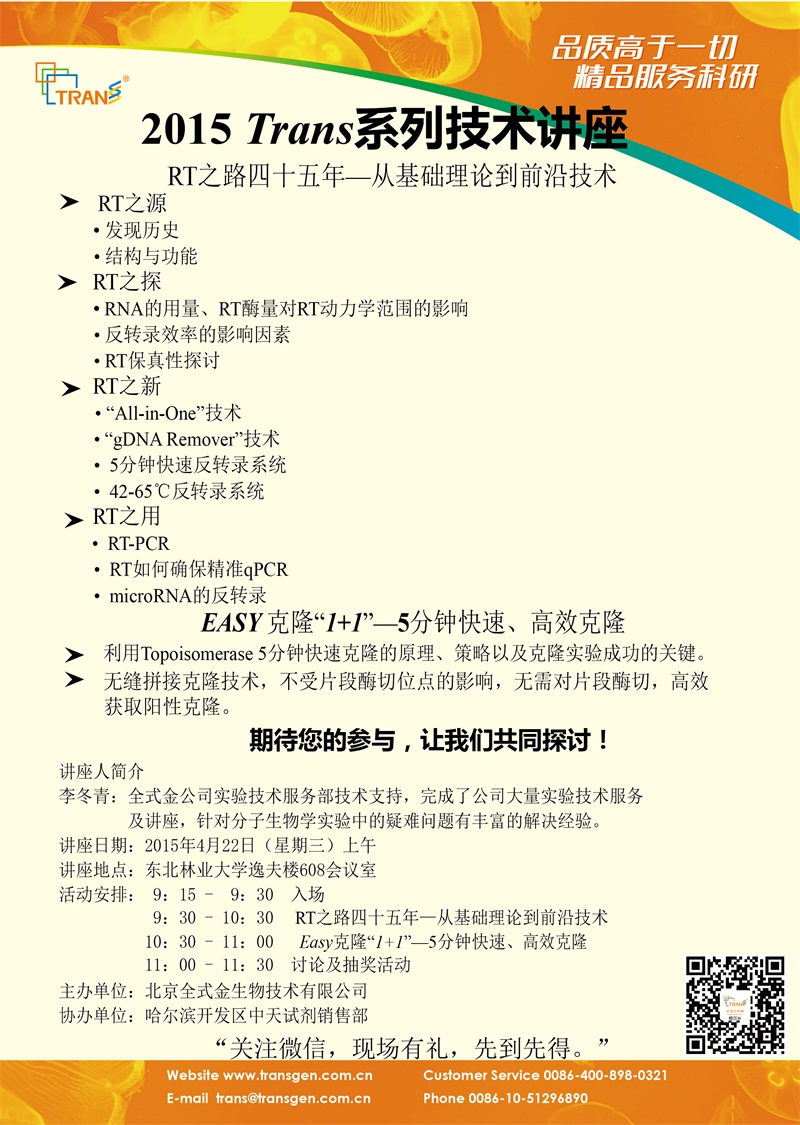 品质高于一切
精品服务科研
TRANS®
2015 Trans系列技术讲座
RT之路四十五年—从基础理论到前沿技术
➤ RT之源
• 发现历史
• 结构与功能
➤ RT之探
• RNA的用量、RT酶量对RT动力学范围的影响
• 反转录效率的影响因素
• RT保真性探讨
➤ RT之新
• “All-in-One”技术
• “gDNA Remover”技术
• 5分钟快速反转录系统
• 42-65℃反转录系统
➤ RT之用
• RT-PCR
• RT如何确保精准qPCR
• microRNA的反转录
EASY 克隆“1+1”—5分钟快速、高效克隆
➤ 利用Topoisomerase 5分钟快速克隆的原理、策略以及克隆实验成功的关键。
➤ 无缝拼接克隆技术，不受片段酶切位点的影响，无需对片段酶切，高效
获取阳性克隆。
期待您的参与，让我们共同探讨！
讲座人简介
李冬青：全式金公司实验技术服务部技术支持，完成了公司大量实验技术服务
及讲座，针对分子生物学实验中的疑难问题有丰富的解决经验。
讲座日期：2015年4月22日（星期三）上午
讲座地点：东北林业大学逸夫楼608会议室
活动安排： 9：15 - 9：30 入场
9：30 - 10：30 RT之路四十五年—从基础理论到前沿技术
10：30 - 11：00 Easy克隆“1+1”—5分钟快速、高效克隆
11：00 - 11：30 讨论及抽奖活动
主办单位：北京全式金生物技术有限公司
协办单位：哈尔滨开发区中天试剂销售部
“关注微信，现场有礼，先到先得。”
TRANS
Website www.transgen.com.cn Customer Service 0086-400-898-0321
E-mail trans@transgen.com.cn Phone 0086-10-51296890